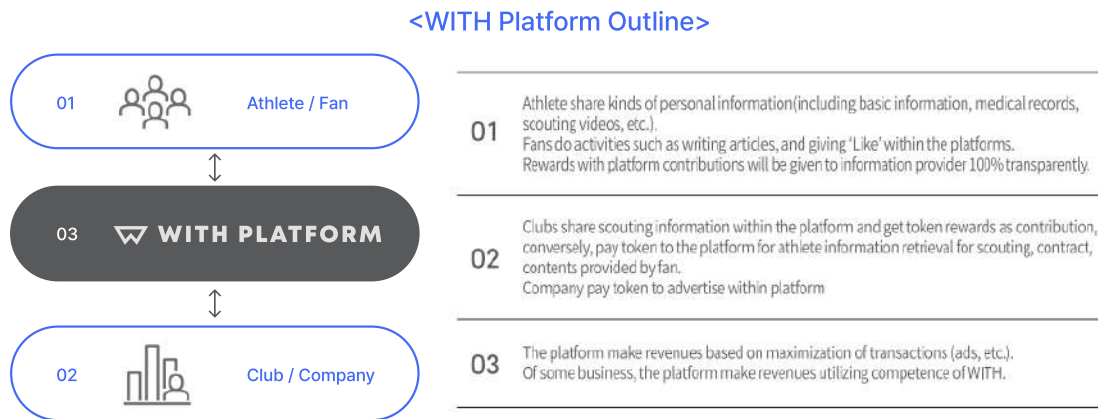 <WITH Platform Outline>
01
Athlete / Fan
03
WITH PLATFORM
02
Club / Company
01
Athlete share kinds of personal information(including basic information, medical records,
scouting videos, etc.).
Fans do activities such as writing articles, and giving ‘Like’ within the platforms.
Rewards with platform contributions will be given to information provider 100% transparently.
02
Clubs share scouting information within the platform and get token rewards as contribution,
conversely, pay token to the platform for athlete information retrieval for scouting, contract,
contents provided by fan.
Company pay token to advertise within platform
03
The platform make revenues based on maximization of transactions (ads, etc.).
Of some business, the platform make revenues utilizing competence of WITH.